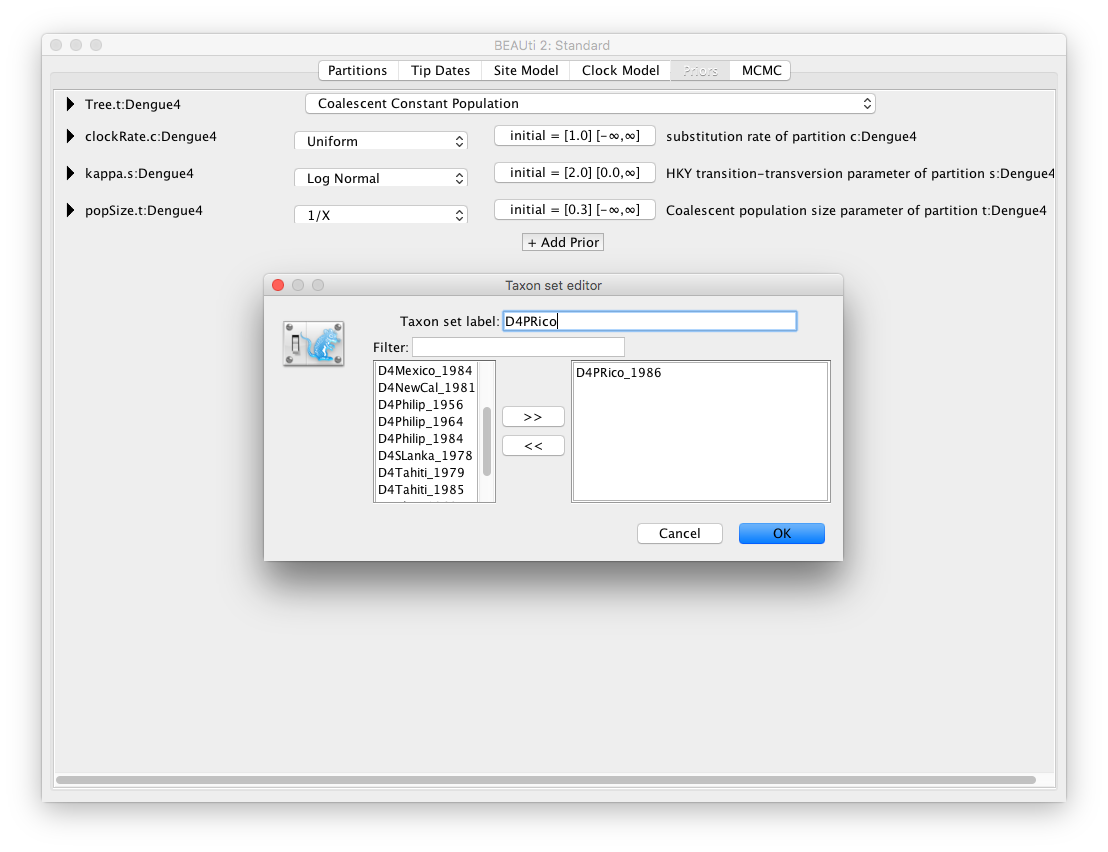 BEAUti 2: Standard
Partitions Tip Dates Site Model Clock Model Priors MCMC
Tree.t:Dengue4 Coalescent Constant Population
clockRate.c:Dengue4 Uniform initial = [1.0] [-∞,∞] substitution rate of partition c:Dengue4
kappa.s:Dengue4 Log Normal initial = [2.0] [0.0,∞] HKY transition-transversion parameter of partition s:Dengue4
popSize.t:Dengue4 1/X initial = [0.3] [-∞,∞] Coalescent population size parameter of partition t:Dengue4
+ Add Prior
Taxon set editor
Taxon set label: D4PRico
Filter:
D4Mexico_1984
D4NewCal_1981
D4Philip_1956
D4Philip_1964
D4Philip_1984
D4SLanka_1978
D4Tahiti_1979
D4Tahiti_1985
>>
<<
D4PRico_1986
Cancel OK